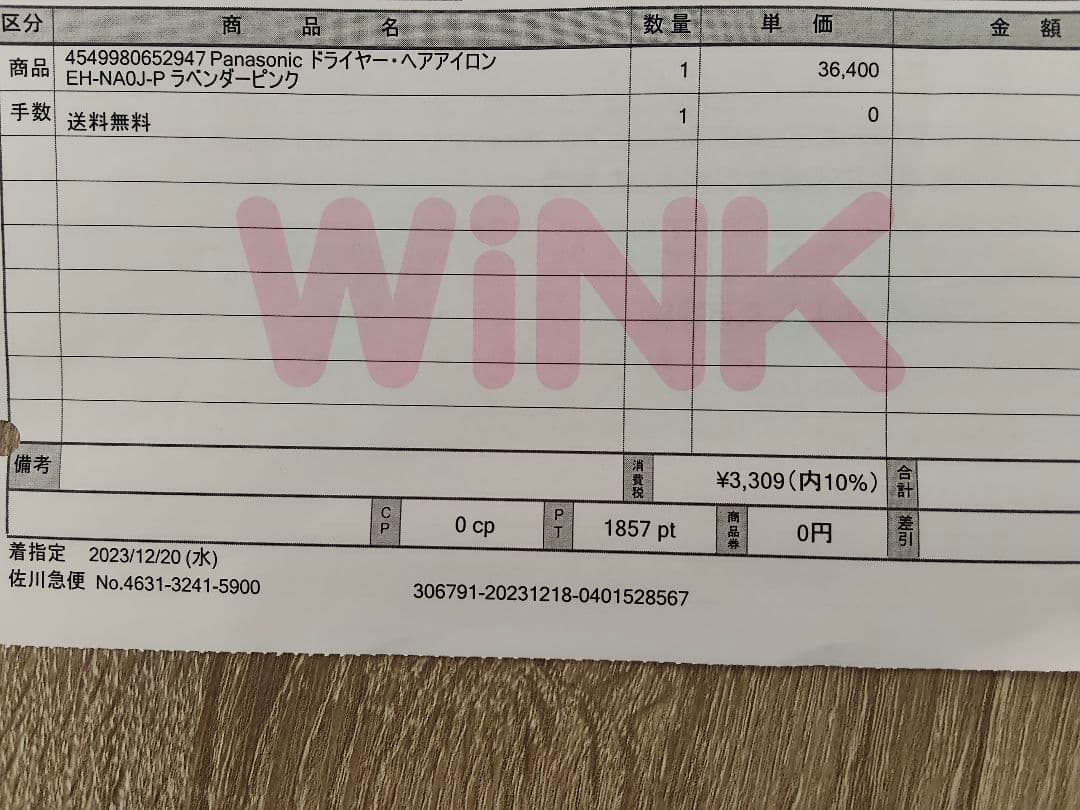 区分 商品名 数量 単価 金額
商品 4549980652947 Panasonic ドライヤー・ヘアアイロン 1 36,400
EH-NA0J-P ラベンダーピンク
手数 送料無料 1 0
WiNK
備考 消費税 ¥3,309(内10%) 合計
CP 0 cp PT 1857 pt 商品券 0円 差引
着指定 2023/12/20 (水)
佐川急便 No.4631-3241-5900 306791-20231218-0401528567